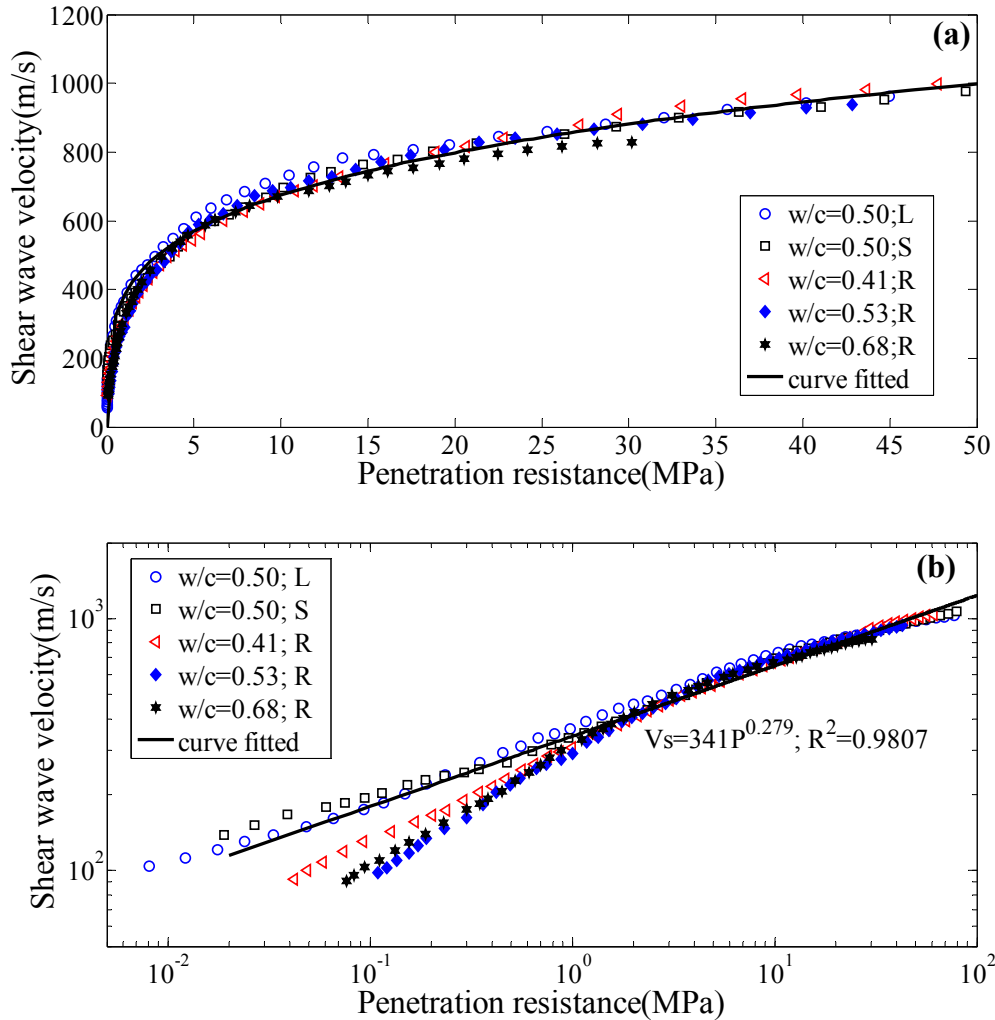 (a)
1200
1000
800
600
400
200
0
Shear wave velocity(m/s)
w/c=0.50;L
w/c=0.50;S
w/c=0.41;R
w/c=0.53;R
w/c=0.68;R
curve fitted
0 5 10 15 20 25 30 35 40 45 50
Penetration resistance(MPa)
(b)
w/c=0.50; L
w/c=0.50; S
w/c=0.41; R
w/c=0.53; R
w/c=0.68; R
curve fitted
10³
10²
Shear wave velocity(m/s)
Vs=341P^0.279; R²=0.9807
10⁻² 10⁻¹ 10⁰ 10¹ 10²
Penetration resistance(MPa)